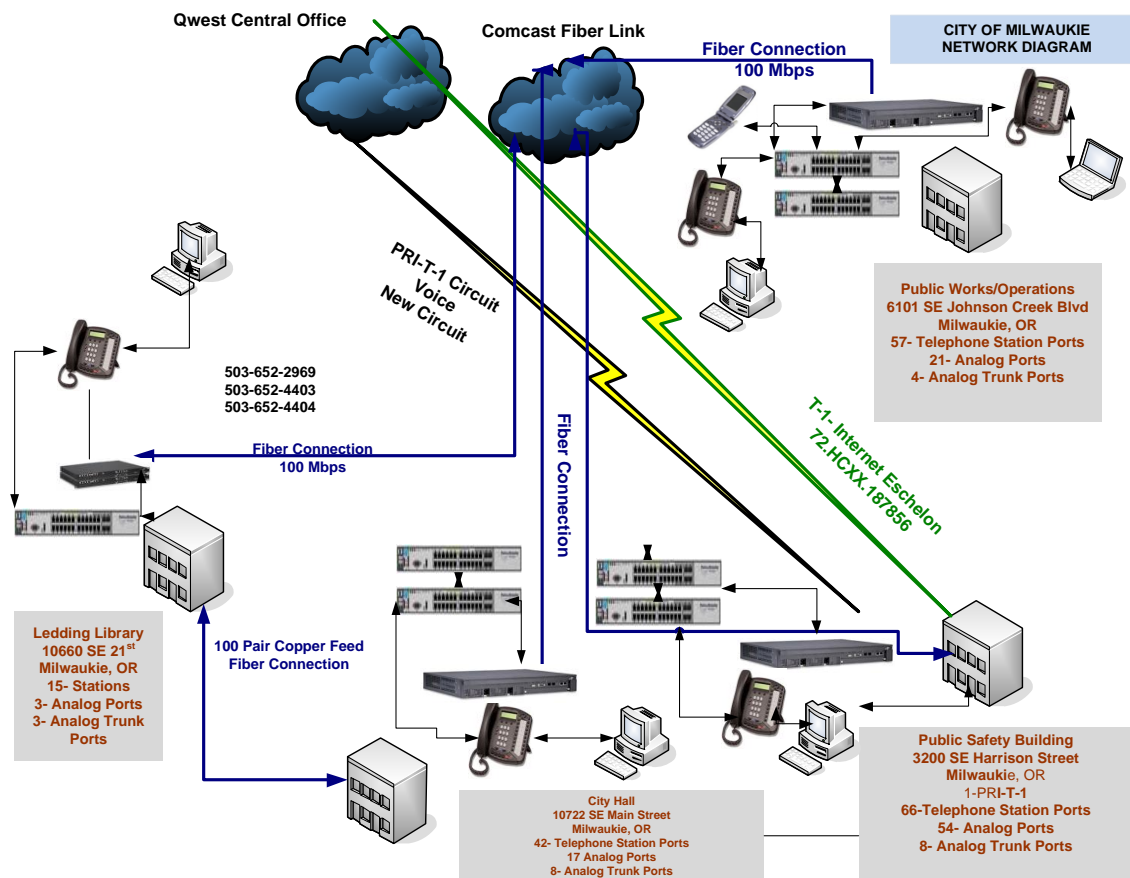 Qwest Central Office
Comcast Fiber Link
CITY OF MILWAUKIE
NETWORK DIAGRAM
Fiber Connection
100 Mbps
PRI-T-1 Circuit
Voice
New Circuit
Public Works/Operations
6101 SE Johnson Creek Blvd
Milwaukie, OR
57- Telephone Station Ports
21- Analog Ports
4- Analog Trunk Ports
503-652-2969
503-652-4403
503-652-4404
Fiber Connection
100 Mbps
Fiber Connection
T-1- Internet Eschelon
72.HCXX.187856
Ledding Library
10660 SE 21st
Milwaukie, OR
15- Stations
3- Analog Ports
3- Analog Trunk
Ports
100 Pair Copper Feed
Fiber Connection
City Hall
10722 SE Main Street
Milwaukie, OR
42- Telephone Station Ports
17 Analog Ports
8- Analog Trunk Ports
Public Safety Building
3200 SE Harrison Street
Milwaukie, OR
1-PRI-T-1
66-Telephone Station Ports
54- Analog Ports
8- Analog Trunk Ports